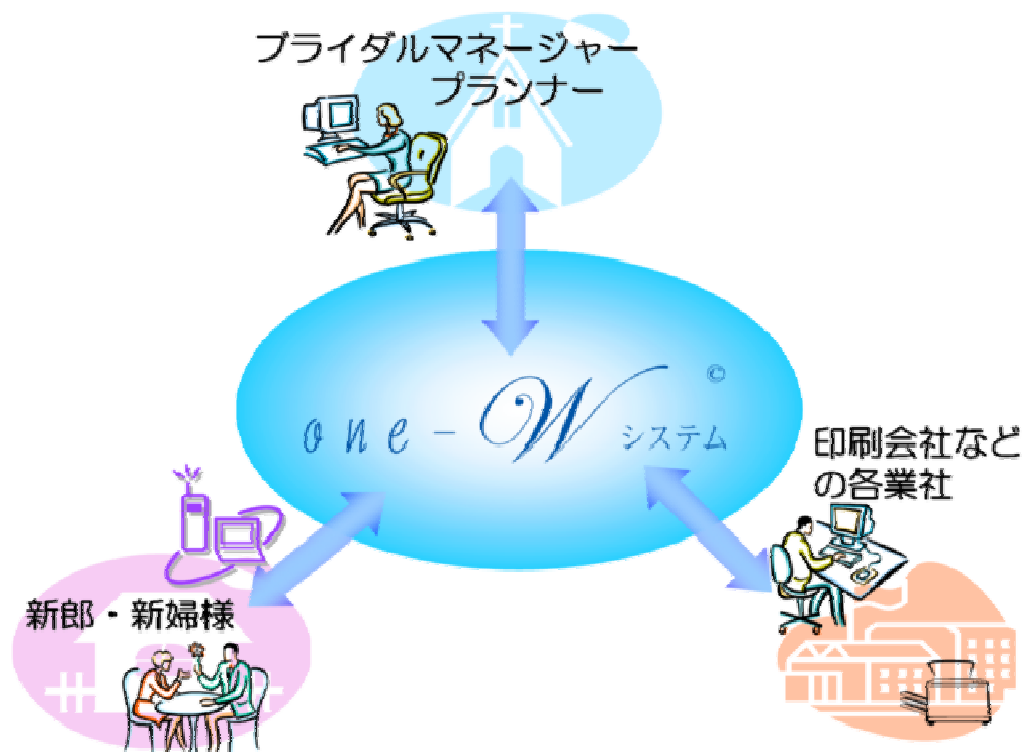 ブライダルマネージャー
プランナー
©
one-Wシステム
印刷会社など
の各業社
新郎・新婦様